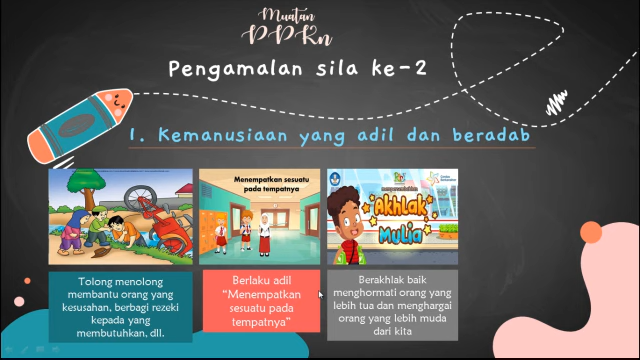 Muatan
PPKn
Pengamalan sila ke-2
1. Kemanusiaan yang adil dan beradab
Menempatkan sesuatu
pada tempatnya
Akhlak
Mulia
Tolong menolong
membantu orang yang
kesusahan, berbagi rezeki
kepada yang
membutuhkan, dll.
Berlaku adil
"Menempatkan
sesuatu pada
tempatnya"
Berakhlak baik
menghormati orang yang
lebih tua dan menghargai
orang yang lebih muda
dari kita